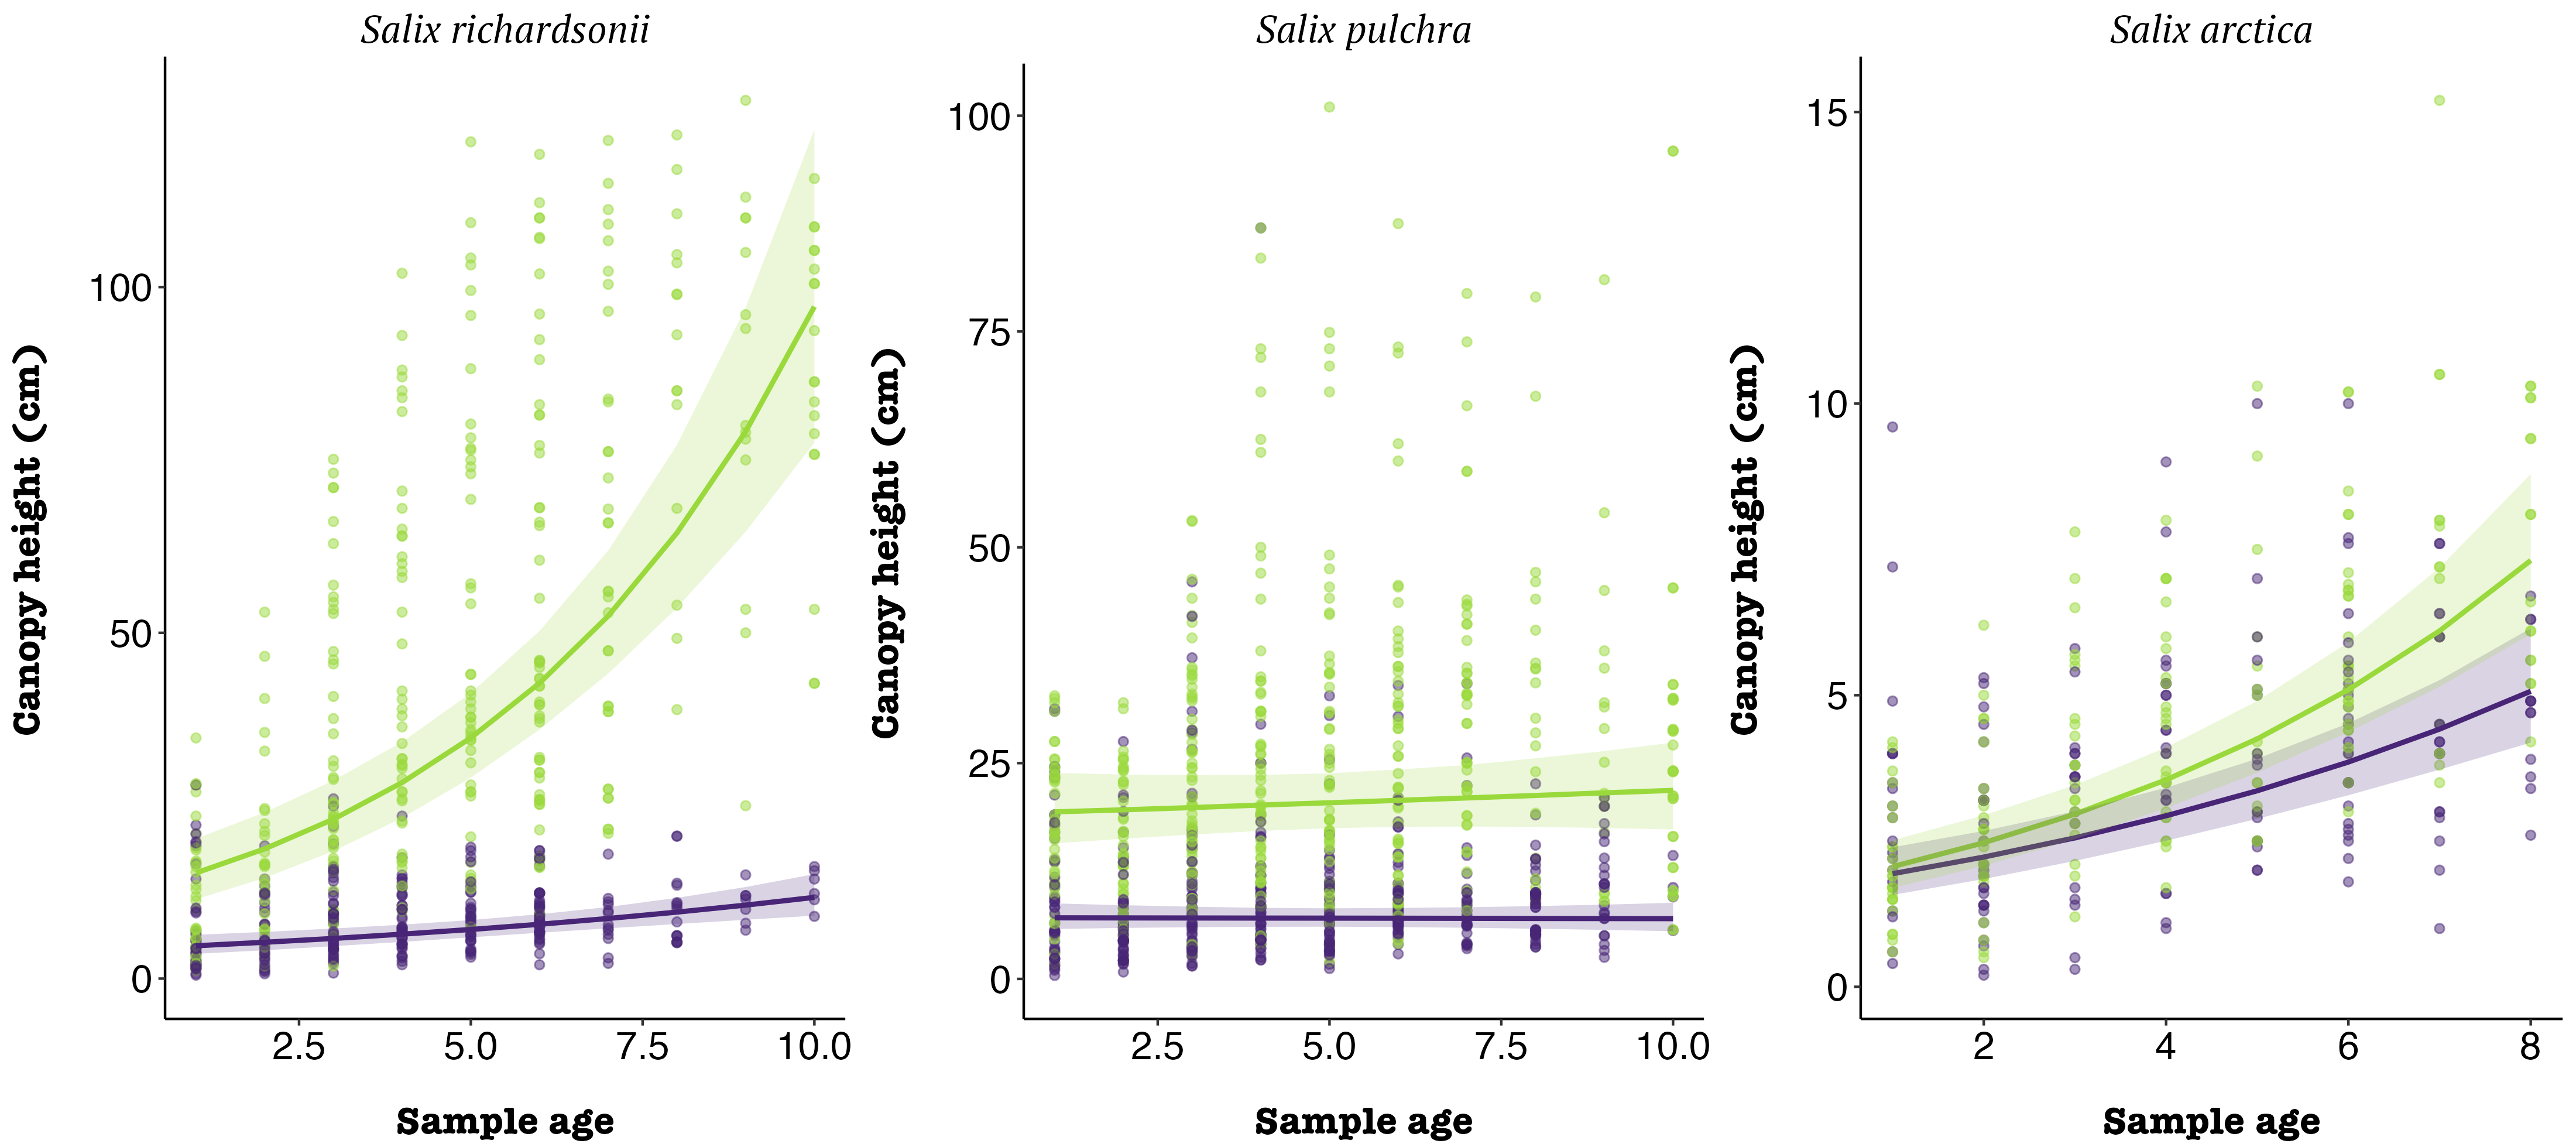 Salix richardsonii
Salix pulchra
Salix arctica
Canopy height (cm)
100
50
0
2.5 5.0 7.5 10.0
Sample age
Canopy height (cm)
100
75
50
25
0
2.5 5.0 7.5 10.0
Sample age
Canopy height (cm)
15
10
5
0
2 4 6 8
Sample age